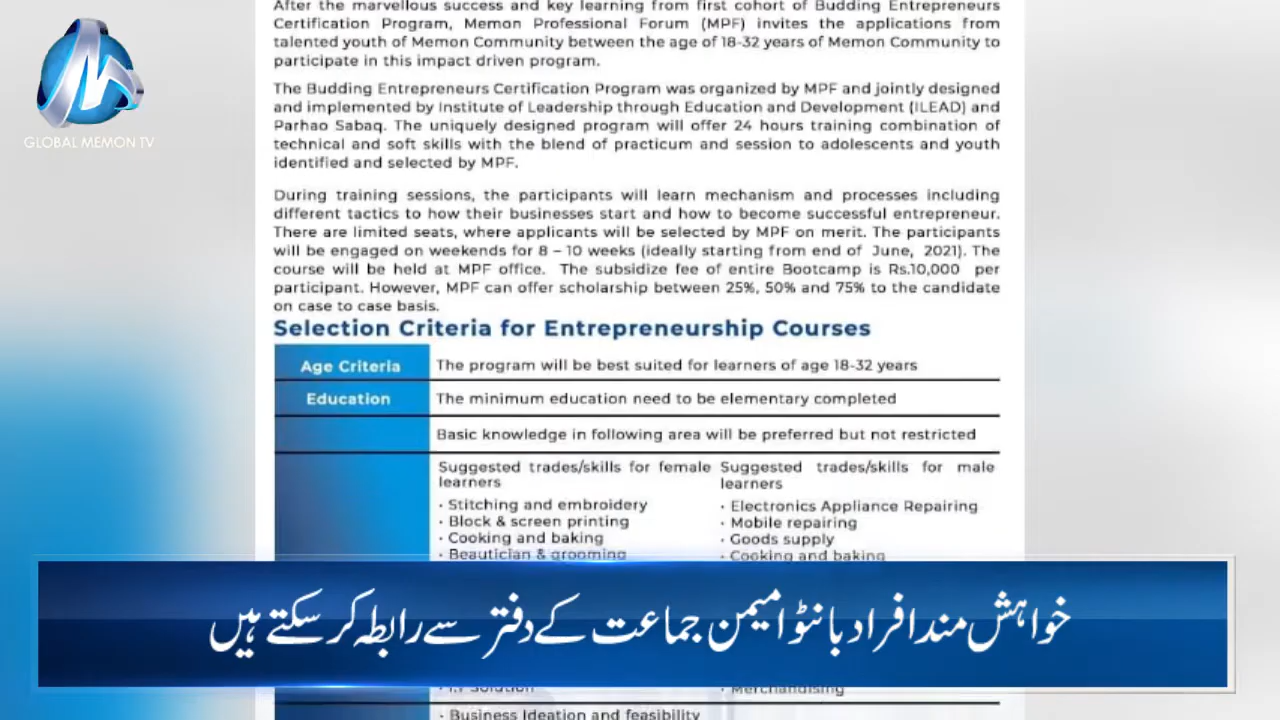 After the marvellous success and key learning from first cohort of Budding Entrepreneurs
Certification Program, Memon Professional Forum (MPF) invites the applications from
talented youth of Memon Community between the age of 18-32 years of Memon Community to
participate in this impact driven program.
The Budding Entrepreneurs Certification Program was organized by MPF and jointly designed
and implemented by Institute of Leadership through Education and Development (ILEAD) and
Parhao Sabaq. The uniquely designed program will offer 24 hours training combination of
technical and soft skills with the blend of practicum and session to adolescents and youth
identified and selected by MPF.
During training sessions, the participants will learn mechanism and processes including
different tactics to how their businesses start and how to become successful entrepreneur.
There are limited seats, where applicants will be selected by MPF on merit. The participants
will be engaged on weekends for 8 – 10 weeks (ideally starting from end of June, 2021). The
course will be held at MPF office. The subsidize fee of entire Bootcamp is Rs.10,000 per
participant. However, MPF can offer scholarship between 25%, 50% and 75% to the candidate
on case to case basis.
Selection Criteria for Entrepreneurship Courses
Age Criteria The program will be best suited for learners of age 18-32 years
Education The minimum education need to be elementary completed
Basic knowledge in following area will be preferred but not restricted
Suggested trades/skills for female
learners
• Stitching and embroidery
• Block & screen printing
• Cooking and baking
• Beautician & grooming
Suggested trades/skills for male
learners
• Electronics Appliance Repairing
• Mobile repairing
• Goods supply
• Cooking and baking
خواہش مند افراد بانٹوا میمن جماعت کے دفتر سے رابطہ کر سکتے ہیں
• I.T Solution
• Merchandising
• Business Ideation and feasibility
GLOBAL MEMON TV